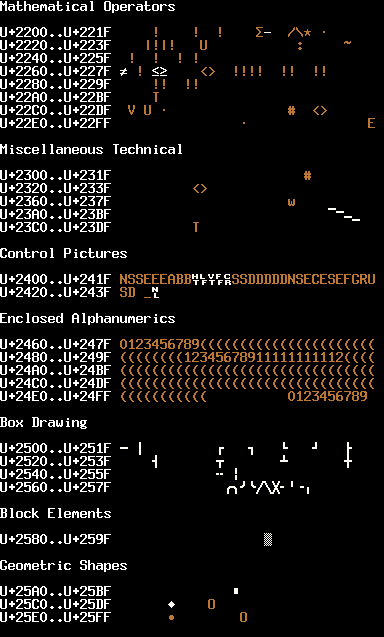 Mathematical Operators
U+2200..U+221F ! ! ! Σ− /\* ·
U+2220..U+223F ||!! U : ~
U+2240..U+225F ! ! ! !
U+2260..U+227F ≠ ! ≤≥ <> !!!! !! !!
U+2280..U+229F !! !!
U+22A0..U+22BF T
U+22C0..U+22DF V U · # <>
U+22E0..U+22FF · E
Miscellaneous Technical
U+2300..U+231F #
U+2320..U+233F <>
U+2360..U+237F w
U+23A0..U+23BF ⎺⎻⎼⎽
U+23C0..U+23DF T
Control Pictures
U+2400..U+241F NSSEEEABB␉␊␋␌␍SSDDDDDNSECESEFGRU
U+2420..U+243F SD _␤
Enclosed Alphanumerics
U+2460..U+247F 0123456789((((((((((((((((((((((
U+2480..U+249F ((((((((123456789111111111112(((
U+24A0..U+24BF ((((((((((((((((((((((((((((((((
U+24C0..U+24DF ((((((((((((((((((((((((((((((((
U+24E0..U+24FF ((((((((((( 0123456789
Box Drawing
U+2500..U+251F ─ │ ┌ ┐ └ ┘ ├
U+2520..U+253F ┤ ┬ ┴ ┼
U+2540..U+255F ╌ ╎
U+2560..U+257F ╭╮╯╰╱╲╳╴╵╶╷
Block Elements
U+2580..U+259F ▒
Geometric Shapes
U+25A0..U+25BF ▮
U+25C0..U+25DF ◆ O
U+25E0..U+25FF • O